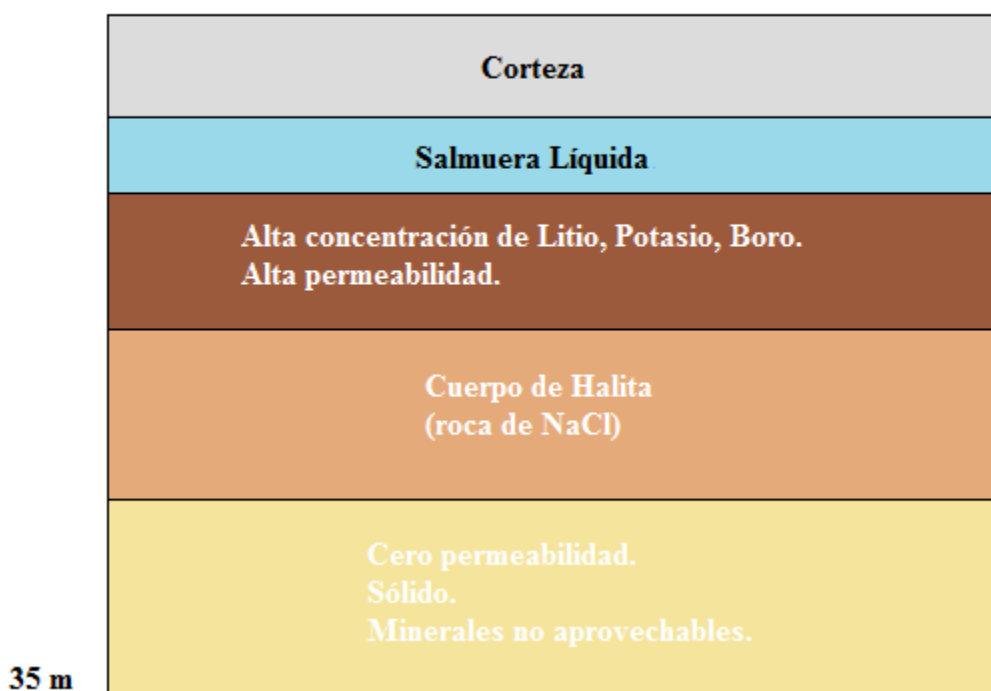 Corteza
Salmuera Líquida
Alta concentración de Litio, Potasio, Boro.
Alta permeabilidad.
Cuerpo de Halita
(roca de NaCl)
Cero permeabilidad.
Sólido.
Minerales no aprovechables.
35 m